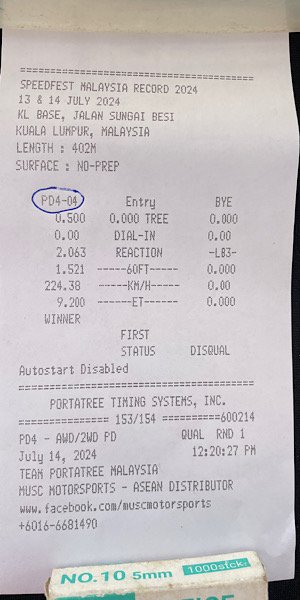 ==============================
SPEEDFEST MALAYSIA RECORD 2024
13 & 14 JULY 2024
KL BASE, JALAN SUNGAI BESI
KUALA LUMPUR, MALAYSIA
LENGTH : 402M
SURFACE : NO-PREP
==============================
PD4-04 Entry BYE
0.500 0.000 TREE 0.000
0.00 DIAL-IN 0.00
2.063 REACTION -LB3-
1.521 ------60FT----- 0.000
224.38 ------KM/H----- 0.00
9.200 ------ET------- 0.000
WINNER
FIRST
STATUS DISQUAL
Autostart Disabled
========================================
PORTATREE TIMING SYSTEMS, INC.
=============== 153/154 ==========600214
PD4 - AWD/2WD PD QUAL RND 1
July 14, 2024 12:20:27 PM
TEAM PORTATREE MALAYSIA
MUSC MOTORSPORTS - ASEAN DISTRIBUTOR
www.facebook.com/muscmotorsports
+6016-6681490
NO.10 5mm 1000stck.